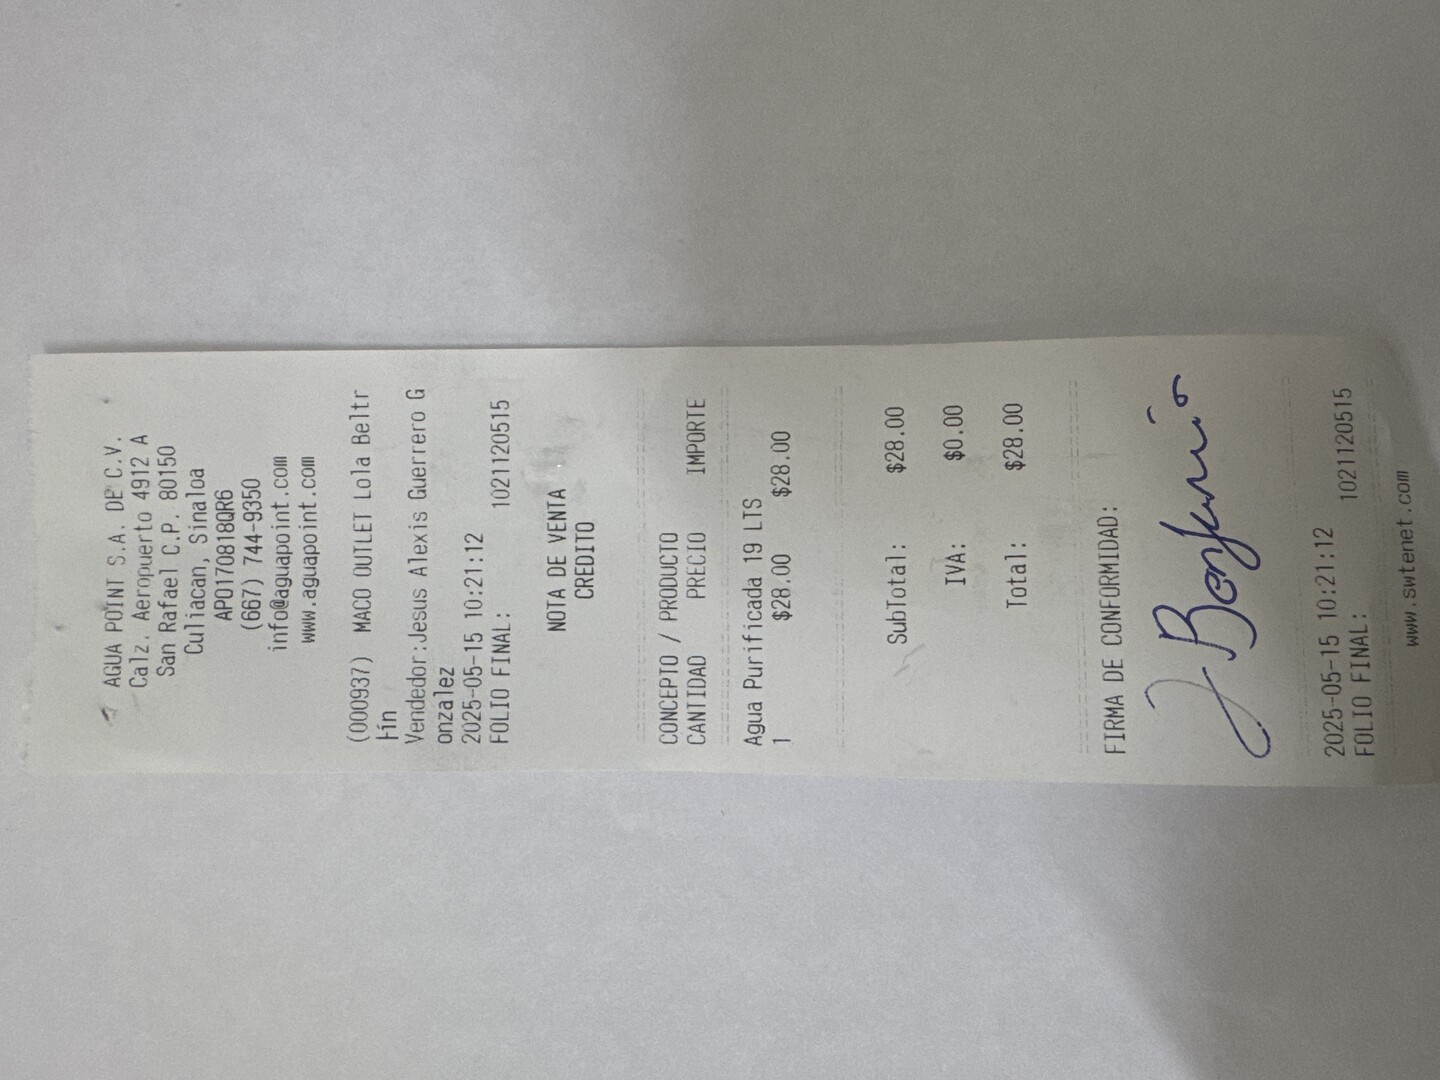 AGUA POINT S.A. DE C.V.
Calz. Aeropuerto 4912 A
San Rafael C.P. 80150
Culiacan, Sinaloa
APO170818QR6
(667) 744-9350
info@aguapoint.com
www.aguapoint.com
(000937) MACO OUTLET Lola Beltr
hin
Vendedor:Jesus Alexis Guerrero G
onzalez
2025-05-15 10:21:12
FOLIO FINAL: 1021120515
NOTA DE VENTA
CREDITO
CONCEPTO / PRODUCTO
CANTIDAD PRECIO IMPORTE
Agua Purificada 19 LTS
1 $28.00 $28.00
SubTotal: $28.00
IVA: $0.00
Total: $28.00
FIRMA DE CONFORMIDAD:
2025-05-15 10:21:12
FOLIO FINAL: 1021120515
www.swtenet.com